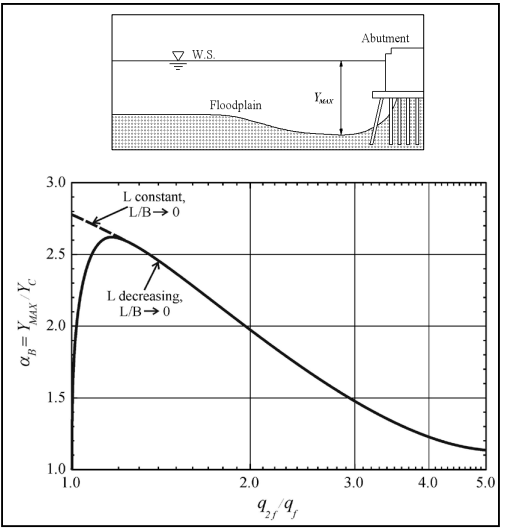 Abutment
W.S.
Y_MAX
Floodplain
3.0
L constant,
L/B → 0
2.5
L decreasing,
L/B → 0
α_B = Y_MAX / Y_C
2.0
1.5
1.0
1.0 2.0 3.0 4.0 5.0
q_2f / q_f